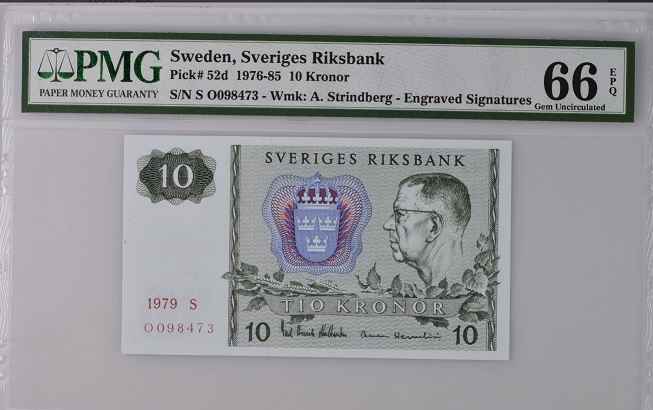 PMG
PAPER MONEY GUARANTY
Sweden, Sveriges Riksbank
Pick# 52d 1976-85 10 Kronor
S/N S O098473 - Wmk: A. Strindberg - Engraved Signatures
66
EPQ
Gem Uncirculated
10
SVERIGES RIKSBANK
1979 S
O098473
TIO KRONOR
10
10